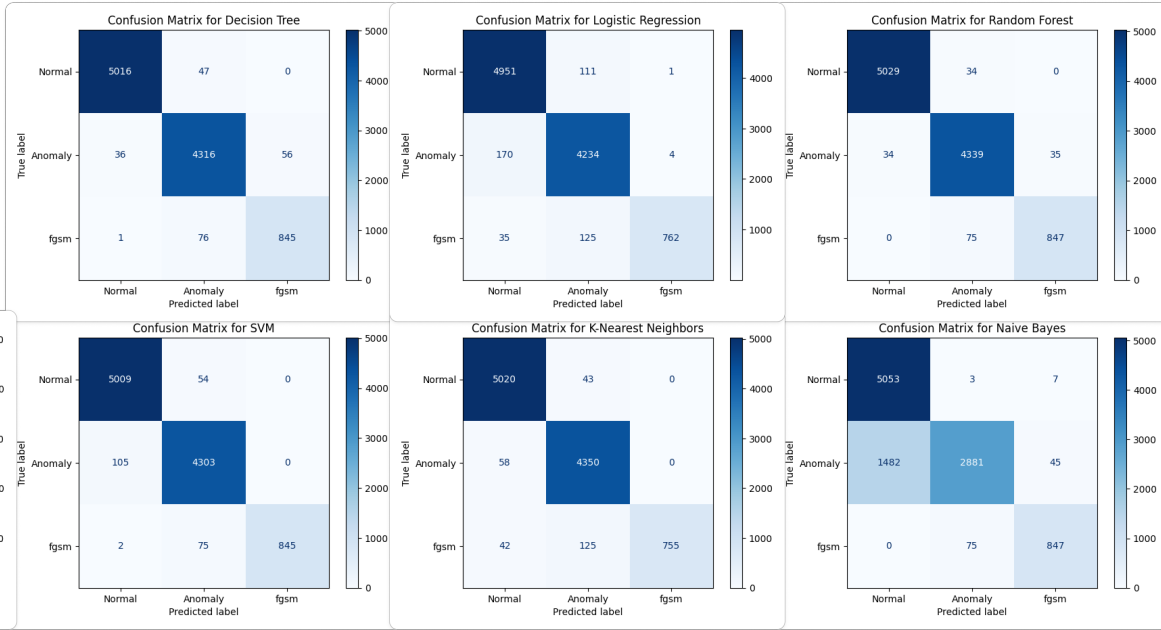 Confusion Matrix for Decision Tree
5000
4000
3000
2000
1000
0
True label
Normal 5016 47 0
Anomaly 36 4316 56
fgsm 1 76 845
Normal Anomaly fgsm
Predicted label
Confusion Matrix for Logistic Regression
4000
3000
2000
1000
True label
Normal 4951 111 1
Anomaly 170 4234 4
fgsm 35 125 762
Normal Anomaly fgsm
Predicted label
Confusion Matrix for Random Forest
5000
4000
3000
2000
1000
0
True label
Normal 5029 34 0
Anomaly 34 4339 35
fgsm 0 75 847
Normal Anomaly fgsm
Predicted label
Confusion Matrix for SVM
5000
4000
3000
2000
1000
0
True label
Normal 5009 54 0
Anomaly 105 4303 0
fgsm 2 75 845
Normal Anomaly fgsm
Predicted label
Confusion Matrix for K-Nearest Neighbors
5000
4000
3000
2000
1000
0
True label
Normal 5020 43 0
Anomaly 58 4350 0
fgsm 42 125 755
Normal Anomaly fgsm
Predicted label
Confusion Matrix for Naive Bayes
5000
4000
3000
2000
1000
0
True label
Normal 5053 3 7
Anomaly 1482 2881 45
fgsm 0 75 847
Normal Anomaly fgsm
Predicted label